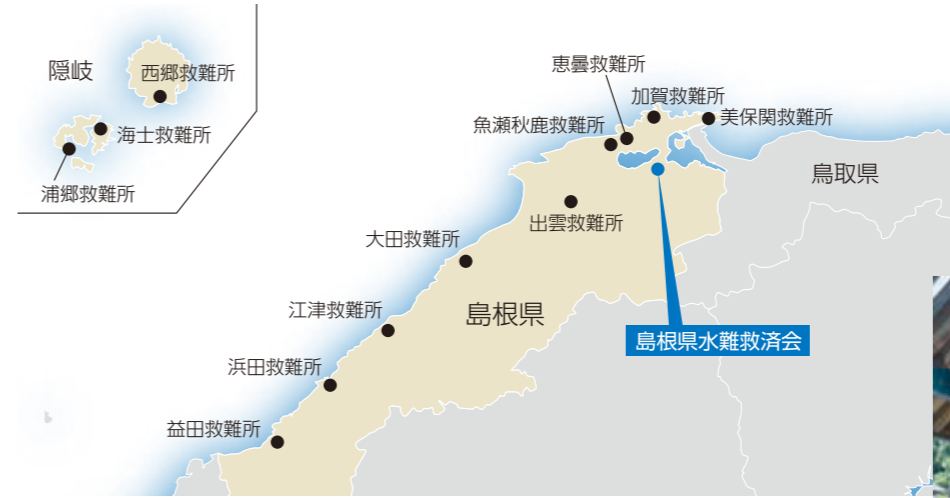 隠岐
西郷救難所
海士救難所
浦郷救難所
恵曇救難所
加賀救難所
魚瀬秋鹿救難所
美保関救難所
鳥取県
出雲救難所
大田救難所
江津救難所
島根県
島根県水難救済会
浜田救難所
益田救難所